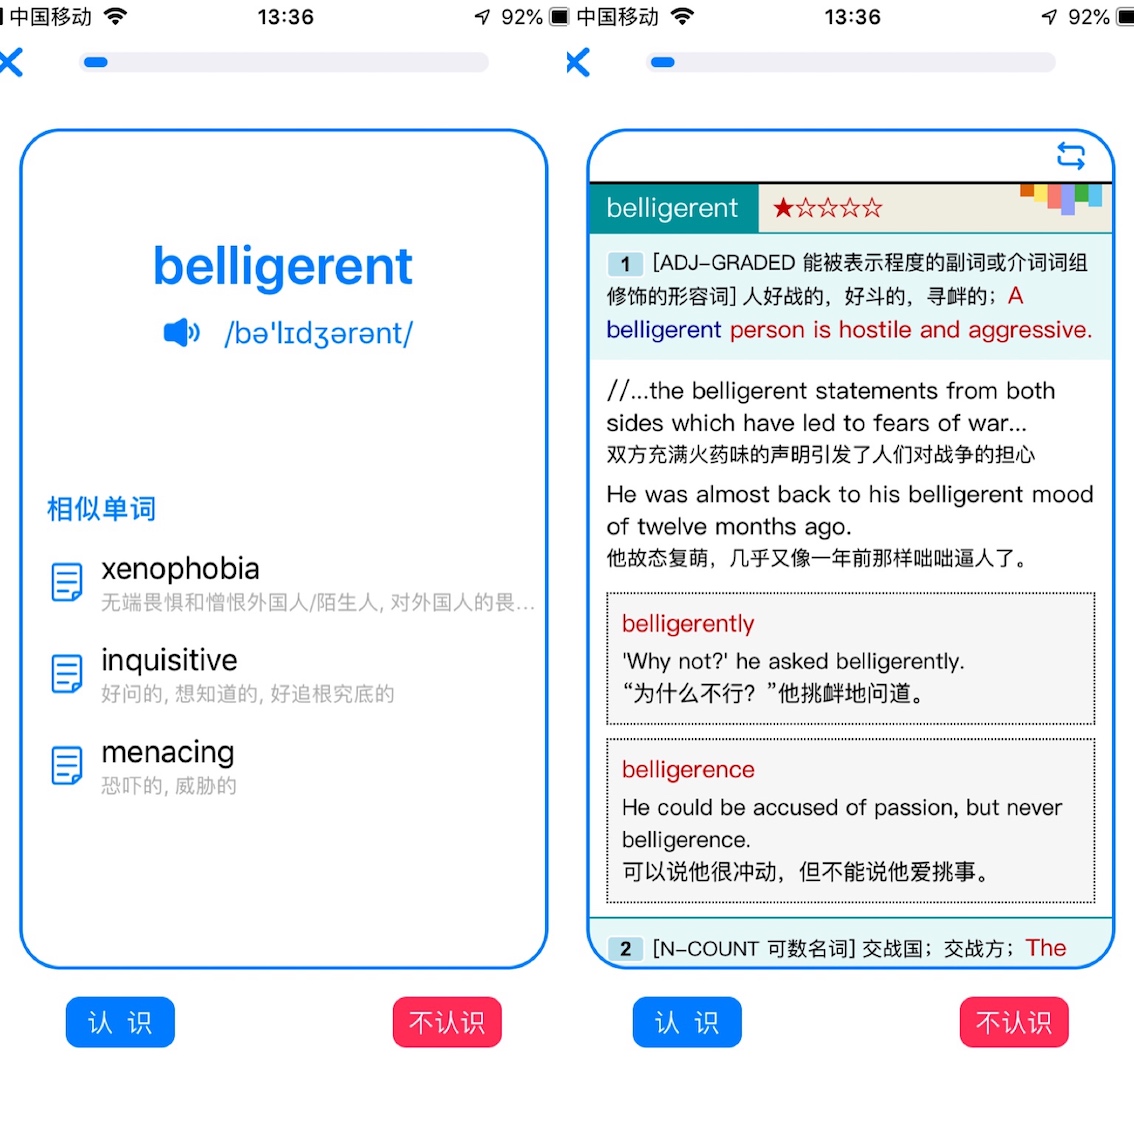 中国移动 13:36 92%
belligerent
/bə'lɪdʒərənt/
相似单词
xenophobia
无端畏惧和憎恨外国人/陌生人, 对外国人的畏...
inquisitive
好问的, 想知道的, 好追根究底的
menacing
恐吓的, 威胁的
认 识
不认识
中国移动 13:36 92%
belligerent ★☆☆☆☆
1 [ADJ-GRADED 能被表示程度的副词或介词词组
修饰的形容词] 人好战的，好斗的，寻衅的；A
belligerent person is hostile and aggressive.
//...the belligerent statements from both
sides which have led to fears of war...
双方充满火药味的声明引发了人们对战争的担心
He was almost back to his belligerent mood
of twelve months ago.
他故态复萌，几乎又像一年前那样咄咄逼人了。
belligerently
'Why not?' he asked belligerently.
“为什么不行？”他挑衅地问道。
belligerence
He could be accused of passion, but never
belligerence.
可以说他很冲动，但不能说他爱挑事。
2 [N-COUNT 可数名词] 交战国；交战方；The
认 识
不认识